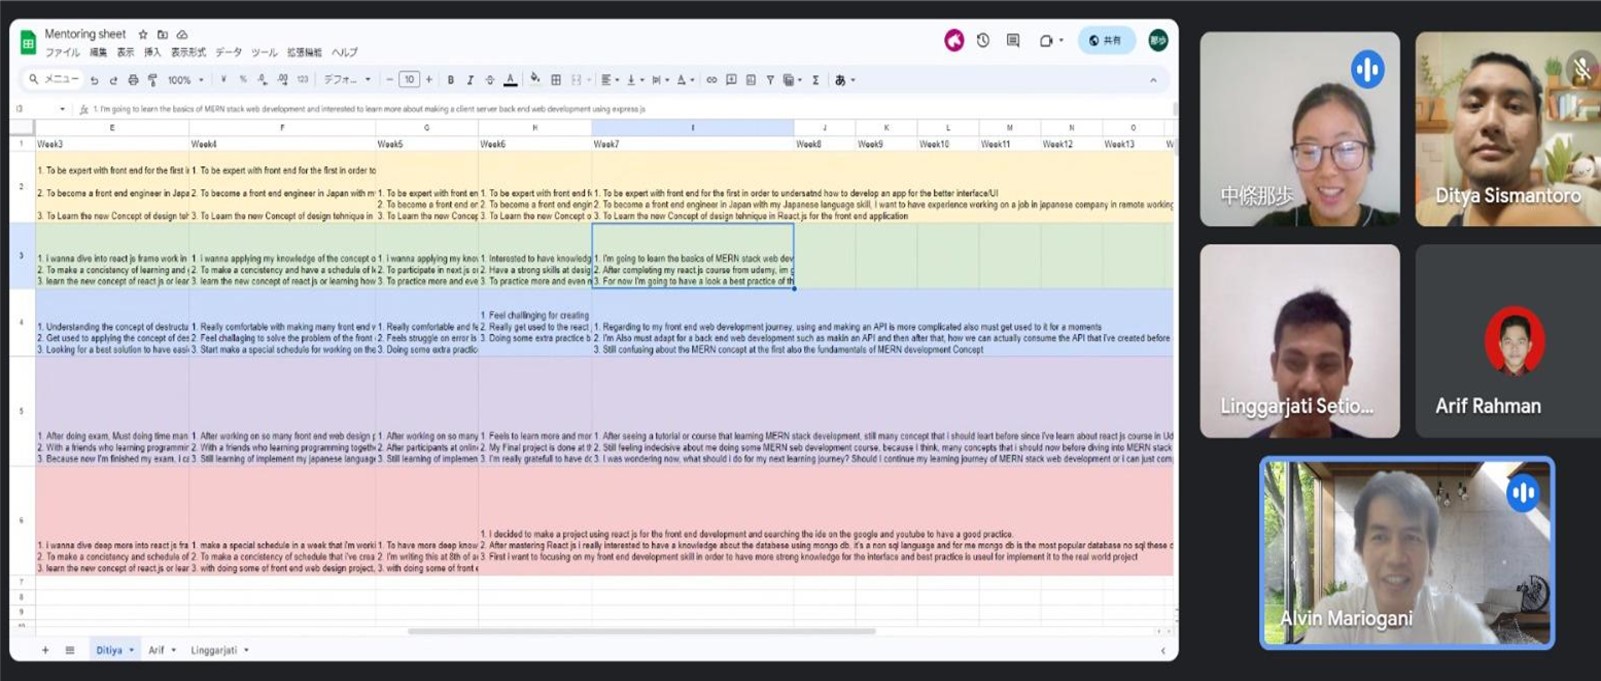 Mentoring sheet
ファイル 編集 表示 挿入 表示形式 データ ツール 拡張機能 ヘルプ
共有
那歩
メニュー 100% ¥ % .0 .00 123 デフォ... 10 B I A あ
I3 fx 1. I'm going to learn the basics of MERN stack web development and interested to learn more about making a client server back end web development using express.js
E F G H I J K L M N O
1 Week3 Week4 Week5 Week6 Week7 Week8 Week9 Week10 Week11 Week12 Week13 W
1. To be expert with front end for the first i 1. To be expert with front end for the first in order to
2 2. To become a front end engineer in Japa 2. To become a front end engineer in Japan with m 1. To be expert with front en 1. To be expert with front end f 1. To be expert with front end for the first in order to undersatnd how to develop an app for the better interface/UI
2. To become a front end er 2. To become a front end engin 2. To become a front end engineer in Japan with my Japanese language skill, I want to have experience working on a job in japanese company in remote working
3. To Learn the new Concept of design tel 3. To Learn the new Concept of design tehnique in 3. To Learn the new Concep 3. To Learn the new Concept o 3. To Learn the new Concept of design tehnique in React.js for the front end application
3 1. i wanna dive into react js frame work in 1. i wanna applying my knowledge of the concept o 1. i wanna applying my knov 1. Interested to have knowledg 1. I'm going to learn the basics of MERN stack web dev
2. To make a concistency of learning and 2. To make a concistency and have a schedule of l 2. To participate in next.js o 2. Have a strong skills at desig 2. After completing my react.js course from udemy, im g
3. learn the new concept of react.js or lear 3. learn the new concept of react.js or learning how 3. To practice more and eve 3. To practice more and even n 3. For now I'm going to have a look a best practice of th
4 1. Feel challinging for creating
1. Understanding the concept of destructu 1. Really comfortable with making many front end v 1. Really comfortable and fe 2. Really get used to the react 1. Regarding to my front end web development journey, using and making an API is more complicated also must get used to it for a moments
2. Get used to applying the concept of des 2. Feel challaging to solve the problem of the front 2. Feels struggle on error is 3. Doing some extra practice b 2. I'm Also must adapt for a back end web development such as makin an API and then after that, how we can actually consume the API that I've created before
3. Looking for a best solution to have easi 3. Start make a special schedule for working on the 3. Doing some extra practic 3. Still confusing about the MERN concept at the first also the fundamentals of MERN development Concept
5
1. After doing exam, Must doing time man 1. After working on so many front end web design p 1. After working on so many 1. Feels to learn more and mor 1. After seeing a tutorial or course that learning MERN stack development, still many concept that i should leart before since I've learn about react js course in Ud
2. With a friends who learning programmin 2. With a friends who learning programming togeth 2. After participants at onlin 2. My Final project is done at th 2. Still feeling indecisive about me doing some MERN seb development course, because i think, many concepts that i should now before diving into MERN stack
3. Because now I'm finished my exam, I c 3. Still learning of implement my japanese languag 3. Still learning of implemen 3. I'm really gratefull to have do 3. I was wondering now, what should i do for my next learning journey? Should I continue my learning journey of MERN stack web development or i can just com
6 1. I decided to make a project using react js for the front end development and searching the ide on the google and youtube to have a good practice.
1. i wanna dive deep more into react js fra 1. make a special schedule in a week that i'm worki 1. To have more deep know 2. After mastering React js I really interested to have a knowledge about the database using mongo db, it's a non sql language and for me mongo db is the most popular database no sql these d
2. To make a concistency and schedule of 2. To make a concistency of schedule that i've crea 2. I'm writing this at 8th of a 3. First i want to focusing on my front end development skill in order to have more strong knowledge for the interface and best practice is useul for implement it to the real world project
3. learn the new concept of react.js or lear 3. with doing some of front end web design project, 3. with doing some of front e
7
8
9
+ Ditiya Arif Linggarjati
中條那歩
Ditya Sismantoro
Linggarjati Setio...
Arif Rahman
Alvin Mariogani